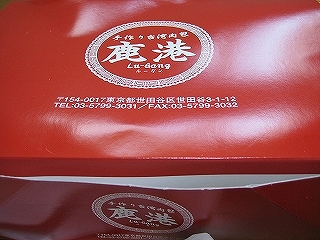 手作り台湾肉包
鹿港
Lu-Gang
ルーガン
〒154-0017東京都世田谷区世田谷3-1-12
TEL:03-5799-3031/FAX:03-5799-3032
手作り台湾肉包
鹿港